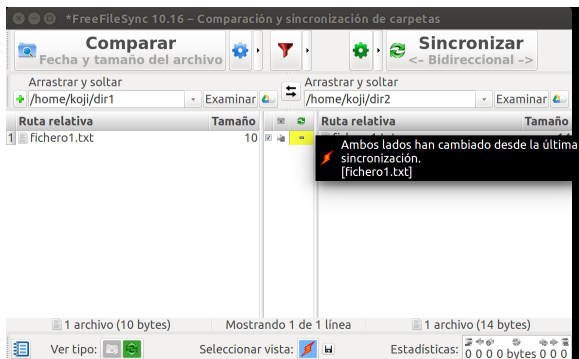 *FreeFileSync 10.16 – Comparación y sincronización de carpetas
Comparar
Fecha y tamaño del archivo
Sincronizar
<- Bidireccional ->
Arrastrar y soltar
Arrastrar y soltar
/home/koji/dir1 Examinar
/home/koji/dir2 Examinar
Ruta relativa Tamaño
Ruta relativa Tamaño
1 fichero1.txt 10
Ambos lados han cambiado desde la última
sincronización.
[fichero1.txt]
1 archivo (10 bytes) Mostrando 1 de 1 línea 1 archivo (14 bytes)
Ver tipo: Seleccionar vista: Estadísticas: 0 0 0 0 bytes 0 0 0